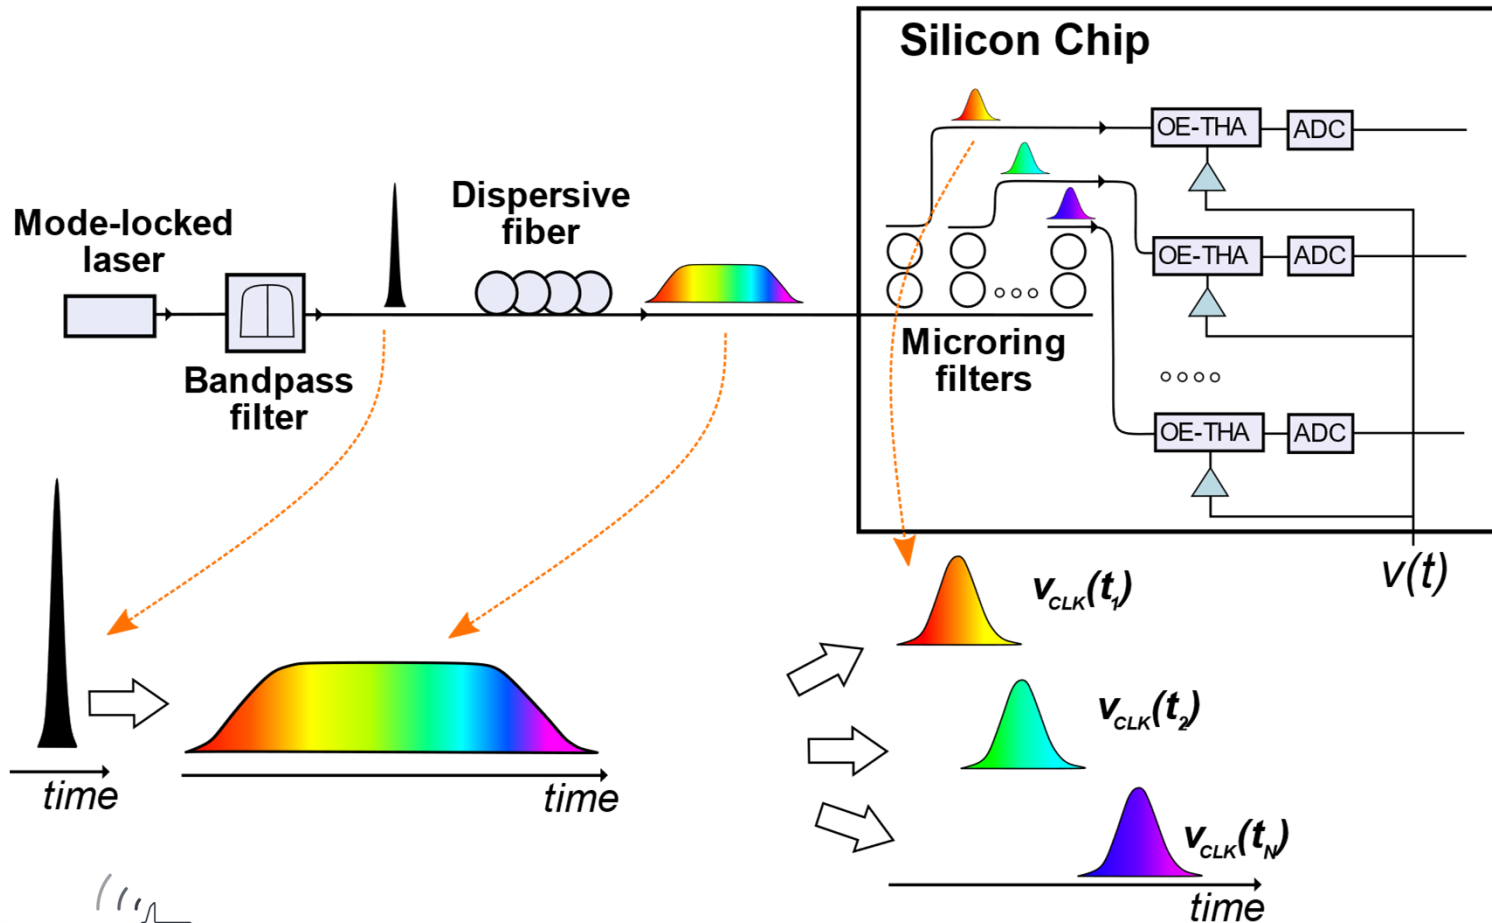 Silicon Chip
OE-THA
ADC
Dispersive
fiber
Mode-locked
laser
OE-THA
ADC
Microring
filters
Bandpass
filter
OE-THA
ADC
v(t)
vCLK(t1)
vCLK(t2)
vCLK(tN)
time
time
time